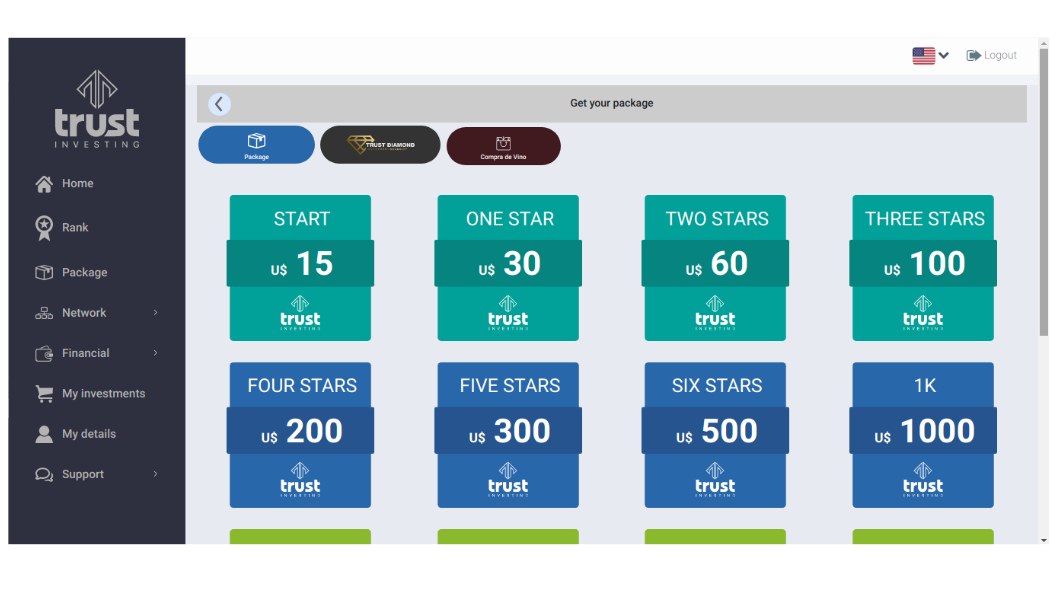 trust
INVESTING
Home
Rank
Package
Network
Financial
My investments
My details
Support
Logout
Get your package
Package
TRUST DIAMOND
Compra de Vino
START
U$ 15
trust
INVESTING
ONE STAR
U$ 30
trust
INVESTING
TWO STARS
U$ 60
trust
INVESTING
THREE STARS
U$ 100
trust
INVESTING
FOUR STARS
U$ 200
trust
INVESTING
FIVE STARS
U$ 300
trust
INVESTING
SIX STARS
U$ 500
trust
INVESTING
1K
U$ 1000
trust
INVESTING